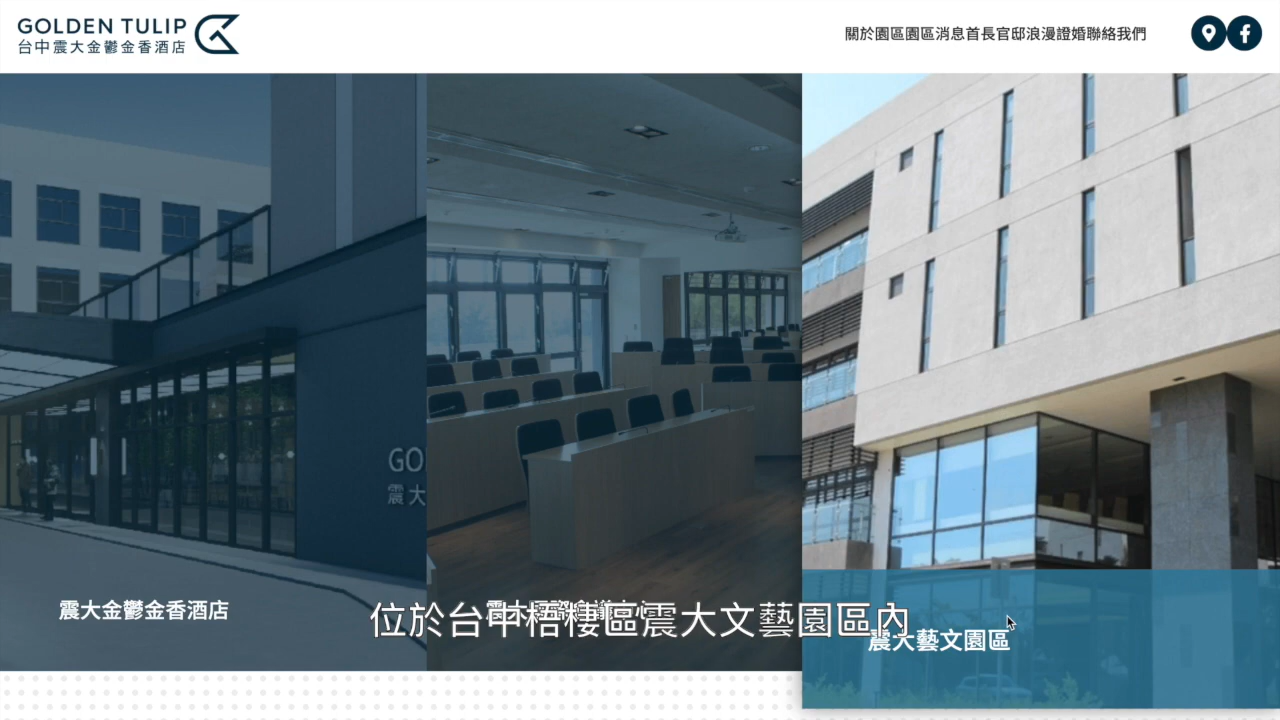 GOLDEN TULIP
台中震大金鬱金香酒店
關於園區園區消息首長官邸浪漫證婚聯絡我們
GO
震大
震大金鬱金香酒店
位於台中梧棲區震大文藝園區內
震大藝文園區